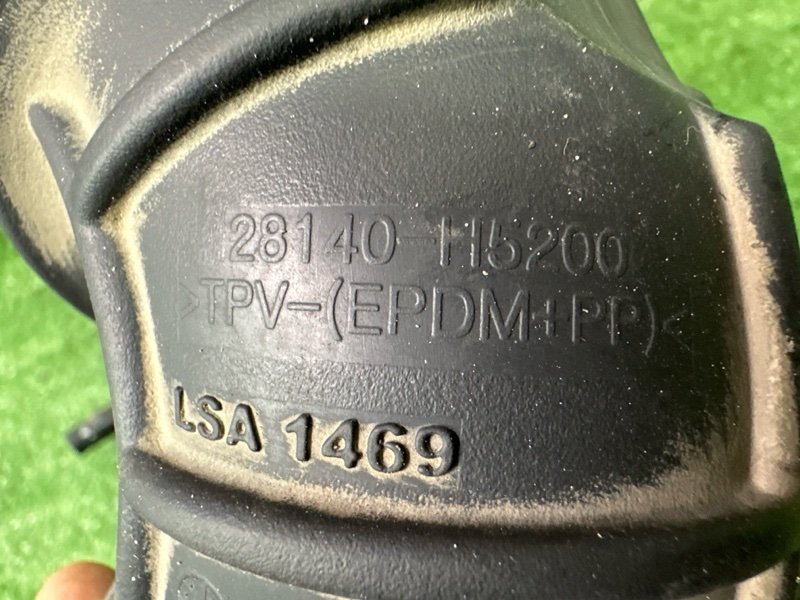 28140-H5200
>TPV-(EPDM+PP)<
LSA 1469